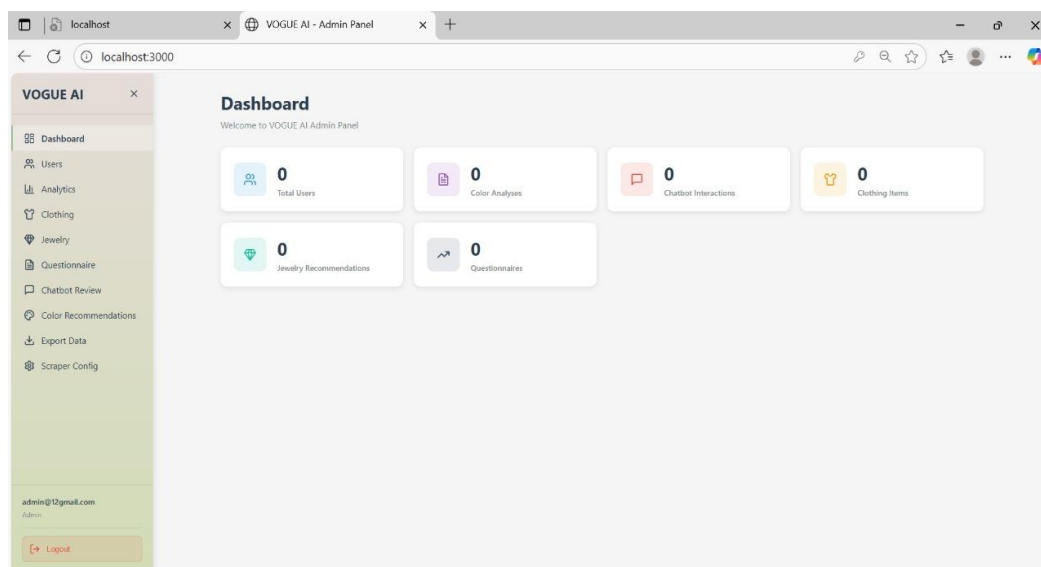 localhost
VOGUE AI - Admin Panel
localhost:3000
VOGUE AI
Dashboard
Users
Analytics
Clothing
Jewelry
Questionnaire
Chatbot Review
Color Recommendations
Export Data
Scraper Config
admin@12gmail.com
Admin
Logout
Dashboard
Welcome to VOGUE AI Admin Panel
0
Total Users
0
Color Analyses
0
Chatbot Interactions
0
Clothing Items
0
Jewelry Recommendations
0
Questionnaires